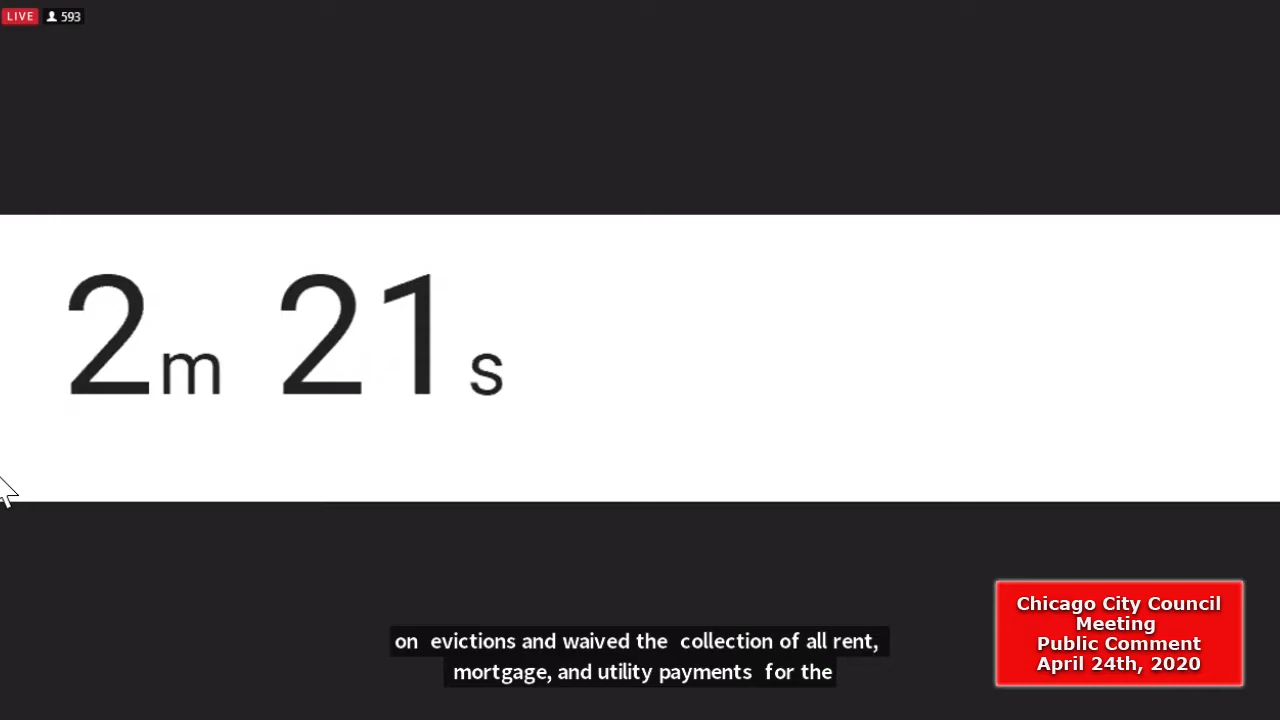 LIVE 593
2m 21s
on evictions and waived the collection of all rent,
mortgage, and utility payments for the
Chicago City Council
Meeting
Public Comment
April 24th, 2020